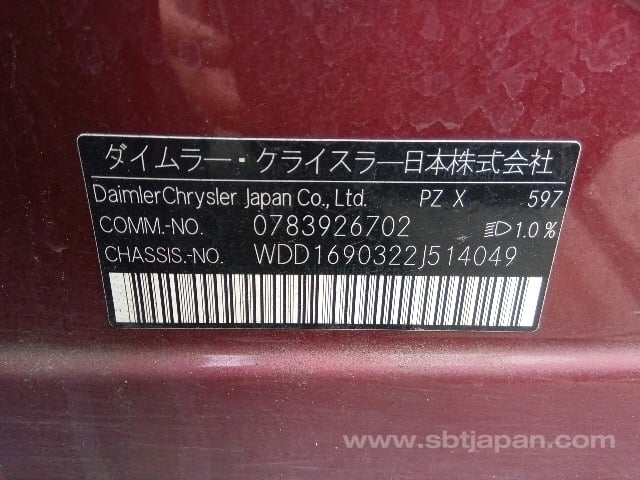 ダイムラー・クライスラー日本株式会社
DaimlerChrysler Japan Co., Ltd. PZ X .597
COMM.-NO. 0783926702 1.0 %
CHASSIS.-NO. WDD1690322J514049
www.sbtjapan.com